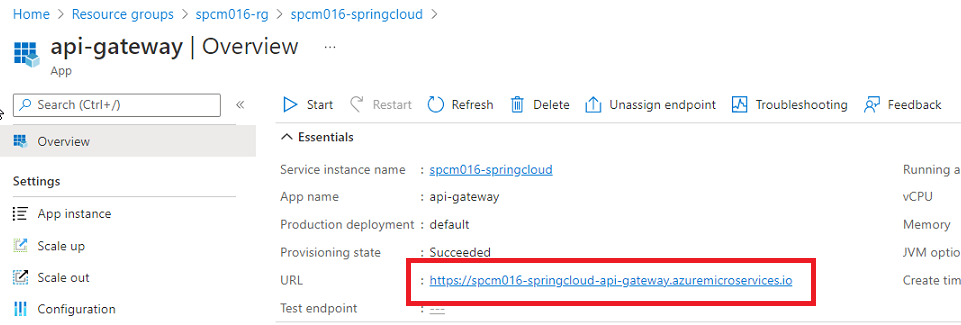 Home > Resource groups > spcm016-rg > spcm016-springcloud >
api-gateway | Overview ...
App
Search (Ctrl+/) «
Start Restart Refresh Delete Unassign endpoint Troubleshooting Feedback
Overview
Essentials
Settings
Service instance name : spcm016-springcloud Running a
App instance
App name : api-gateway vCPU
Production deployment : default Memory
Scale up
Provisioning state : Succeeded JVM optio
Scale out
URL : https://spcm016-springcloud-api-gateway.azuremicroservices.io Create tim
Configuration
Test endpoint : ---